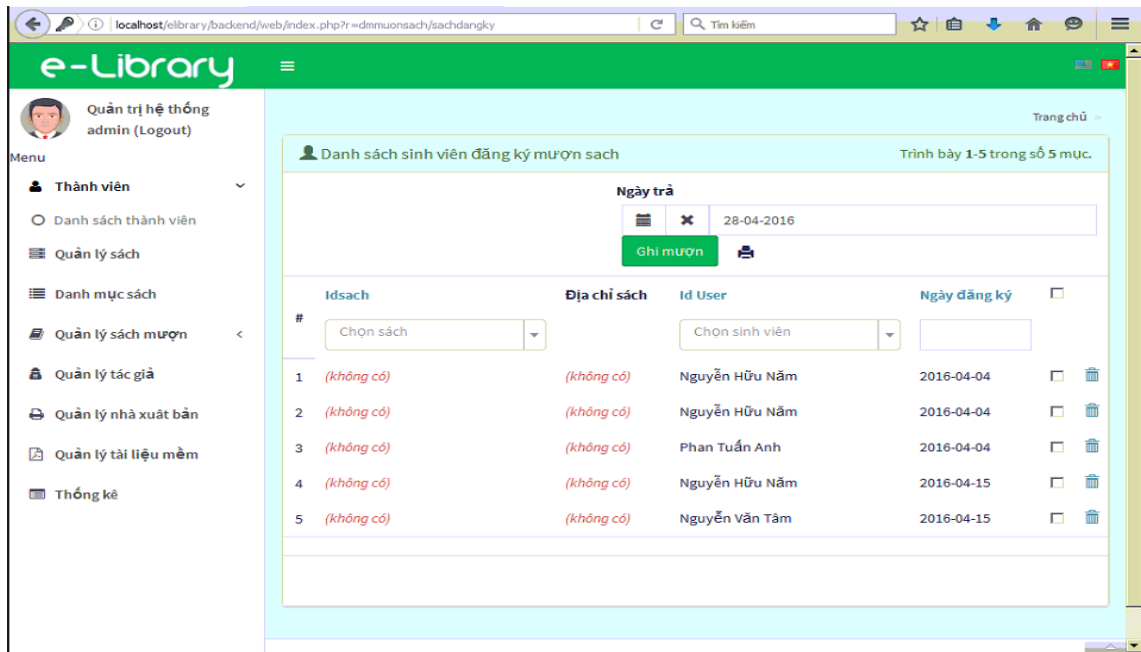 localhost/elibrary/backend/web/index.php?r=dmmuonsach/sachdangky
Tìm kiếm
e-Library
Quản trị hệ thống
admin (Logout)
Menu
Thành viên
Danh sách thành viên
Quản lý sách
Danh mục sách
Quản lý sách mượn
Quản lý tác giả
Quản lý nhà xuât bản
Quản lý tài liệu mềm
Thống kê
Trang chủ >
Danh sách sinh viên đăng ký mượn sach
Trình bày 1-5 trong số 5 mục.
Ngày trả
28-04-2016
Ghi mượn
# Idsach Địa chỉ sách Id User Ngày đăng ký
Chọn sách Chọn sinh viên
1 (không có) (không có) Nguyễn Hữu Năm 2016-04-04
2 (không có) (không có) Nguyễn Hữu Năm 2016-04-04
3 (không có) (không có) Phan Tuấn Anh 2016-04-04
4 (không có) (không có) Nguyễn Hữu Năm 2016-04-15
5 (không có) (không có) Nguyễn Văn Tâm 2016-04-15